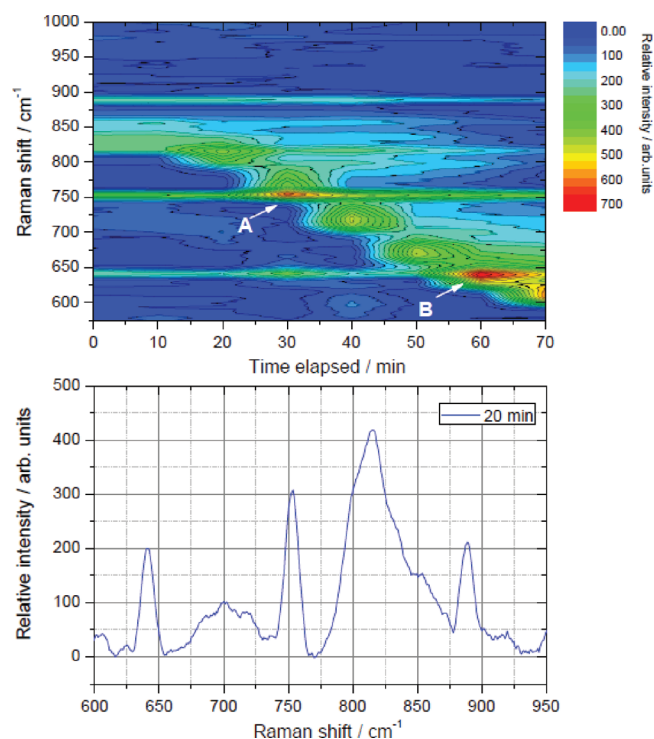 1000
950
900
850
800
750
700
650
600
Raman shift / cm⁻¹
A
B
0 10 20 30 40 50 60 70
Time elapsed / min
0.00
100
200
300
400
500
600
700
Relative intensity / arb.units
500
400
300
200
100
0
Relative intensity / arb. units
20 min
600 650 700 750 800 850 900 950
Raman shift / cm⁻¹